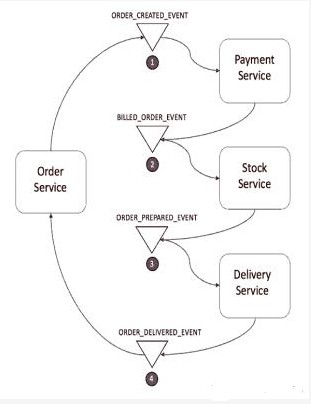 ORDER_CREATED_EVENT
1
Payment
Service
BILLED_ORDER_EVENT
2
Order
Service
Stock
Service
ORDER_PREPARED_EVENT
3
Delivery
Service
ORDER_DELIVERED_EVENT
4